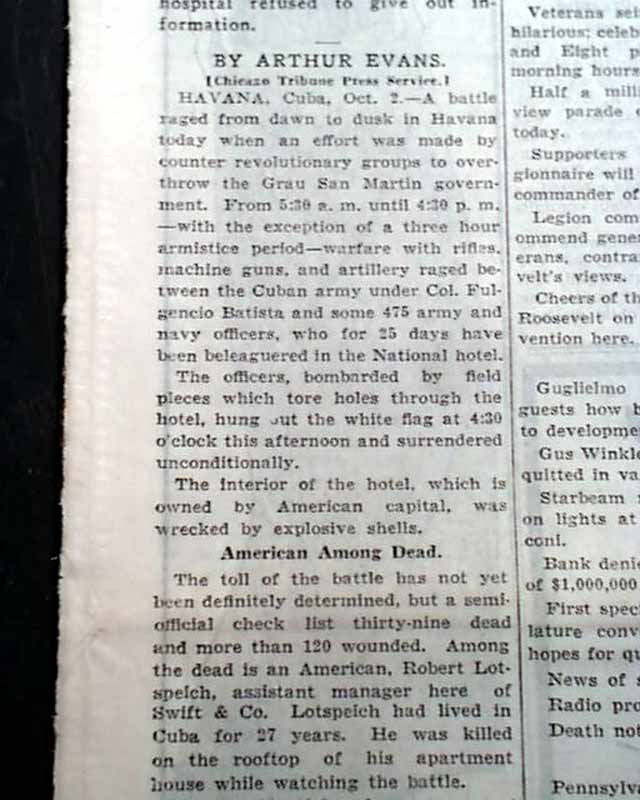 hospital refused to give out in-
formation.
BY ARTHUR EVANS.
[Chicago Tribune Press Service.]
HAVANA, Cuba, Oct. 2.—A battle
raged from dawn to dusk in Havana
today when an effort was made by
counter revolutionary groups to over-
throw the Grau San Martin govern-
ment. From 5:30 a. m. until 4:30 p. m.
—with the exception of a three hour
armistice period—warfare with rifles,
machine guns, and artillery raged be-
tween the Cuban army under Col. Ful-
gencio Batista and some 475 army and
navy officers, who for 25 days have
been beleaguered in the National hotel.
The officers, bombarded by field
pieces which tore holes through the
hotel, hung out the white flag at 4:30
o'clock this afternoon and surrendered
unconditionally.
The interior of the hotel, which is
owned by American capital, was
wrecked by explosive shells.
American Among Dead.
The toll of the battle has not yet
been definitely determined, but a semi-
official check list thirty-nine dead
and more than 120 wounded. Among
the dead is an American, Robert Lot-
speich, assistant manager here of
Swift & Co. Lotspeich had lived in
Cuba for 27 years. He was killed
on the rooftop of his apartment
house while watching the battle.
Veterans sei
hilarious; celeb
and Eight p
morning hours
Half a milli
view parade
today.
Supporters
gionnaire will
commander of
Legion com
ommend gene
erans, contra
velt's views.
Cheers of th
Roosevelt on
vention here.
Guglielmo
guests how
to developme
Gus Winkle
quitted in va
Starbeam
on lights at
coni.
Bank denie
of $1,000,000
First speci
lature conv
hopes for qu
News of
Radio pro
Death not
Pennsylva